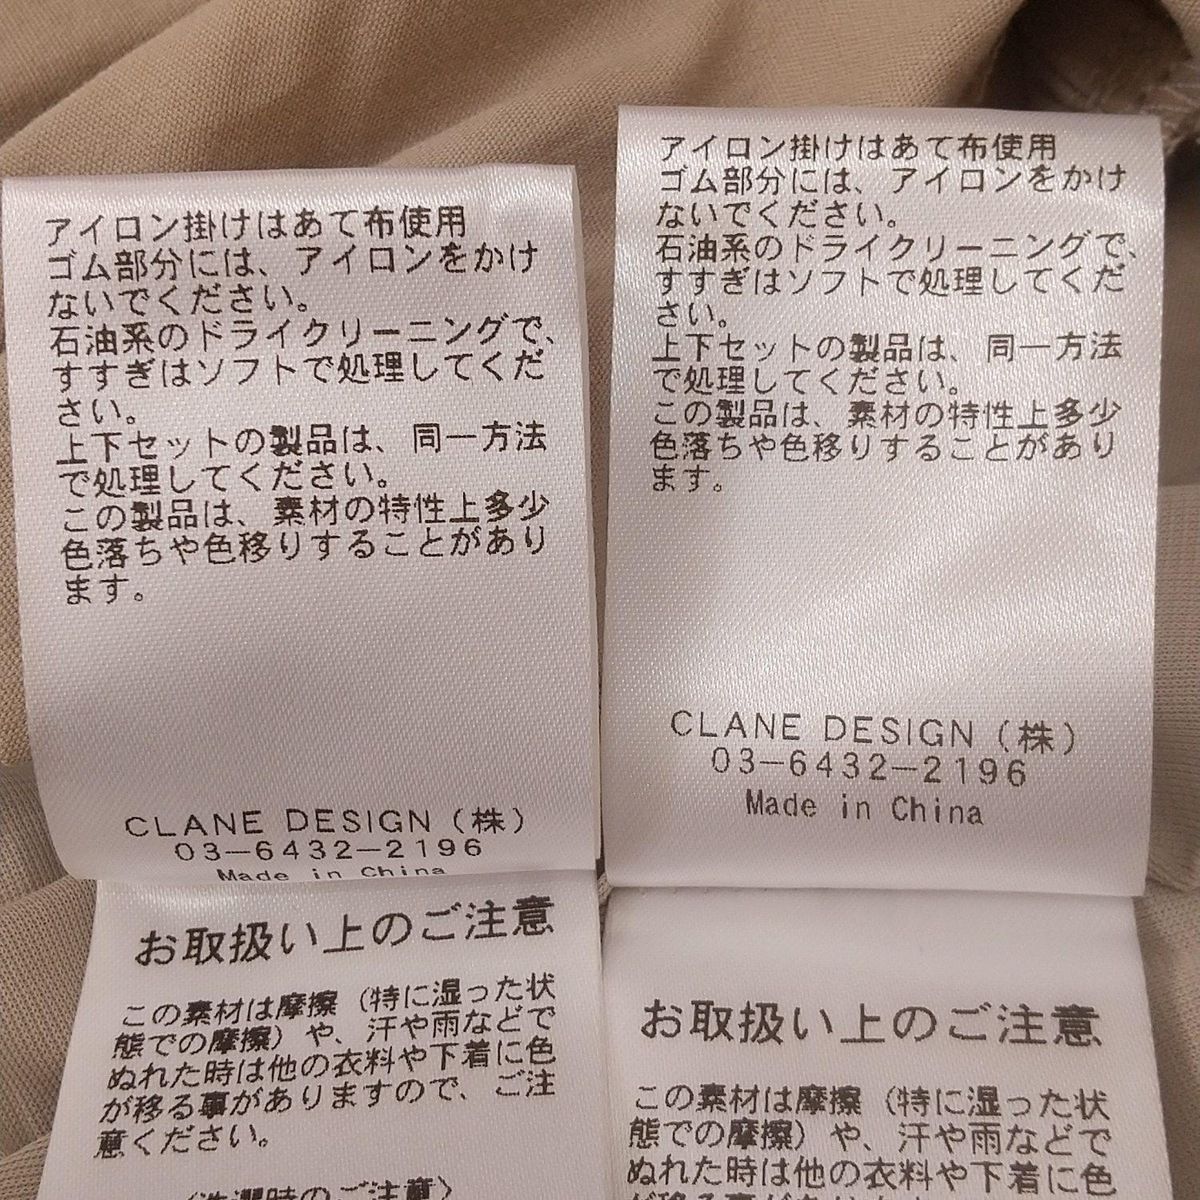 アイロン掛けはあて布使用
ゴム部分には、アイロンをかけ
ないでください。
石油系のドライクリーニングで、
すすぎはソフトで処理してくだ
さい。
上下セットの製品は、同一方法
で処理してください。
この製品は、素材の特性上多少
色落ちや色移りすることがあり
ます。
CLANE DESIGN（株）
03−6432−2196
Made in China
お取扱い上のご注意
この素材は摩擦（特に湿った状
態での摩擦）や、汗や雨などで
ぬれた時は他の衣料や下着に色
が移る事がありますので、ご注
意ください。
〈洗濯時のご注意〉
アイロン掛けはあて布使用
ゴム部分には、アイロンをかけ
ないでください。
石油系のドライクリーニングで、
すすぎはソフトで処理してくだ
さい。
上下セットの製品は、同一方法
で処理してください。
この製品は、素材の特性上多少
色落ちや色移りすることがあり
ます。
CLANE DESIGN（株）
03−6432−2196
Made in China
お取扱い上のご注意
この素材は摩擦（特に湿った状
態での摩擦）や、汗や雨などで
ぬれた時は他の衣料や下着に色